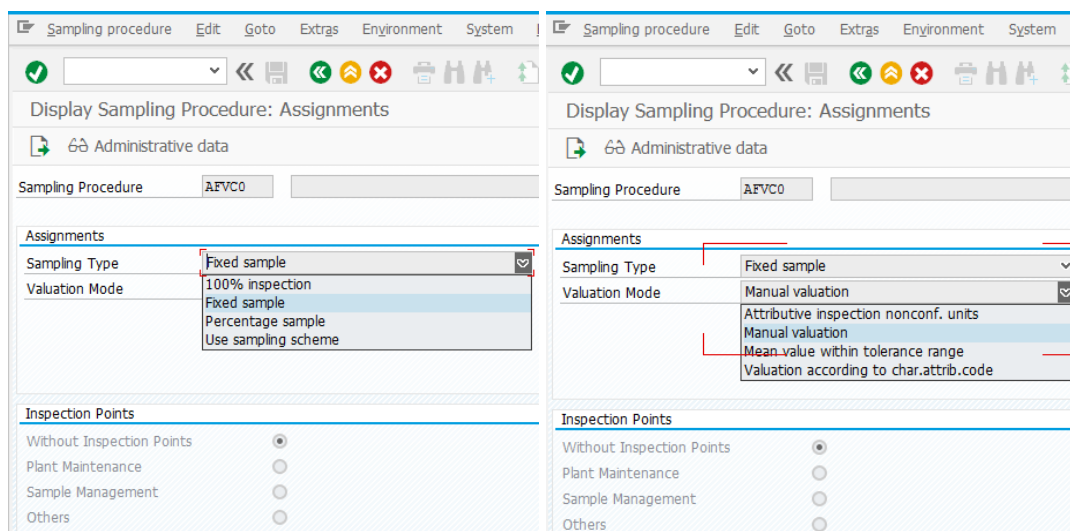 Sampling procedure Edit Goto Extras Environment System
Display Sampling Procedure: Assignments
Administrative data
Sampling Procedure AFVC0
Assignments
Sampling Type Fixed sample
100% inspection
Valuation Mode
Fixed sample
Percentage sample
Use sampling scheme
Inspection Points
Without Inspection Points
Plant Maintenance
Sample Management
Others
Sampling procedure Edit Goto Extras Environment System
Display Sampling Procedure: Assignments
Administrative data
Sampling Procedure AFVC0
Assignments
Sampling Type Fixed sample
Valuation Mode Manual valuation
Attributive inspection nonconf. units
Manual valuation
Mean value within tolerance range
Valuation according to char.attrib.code
Inspection Points
Without Inspection Points
Plant Maintenance
Sample Management
Others